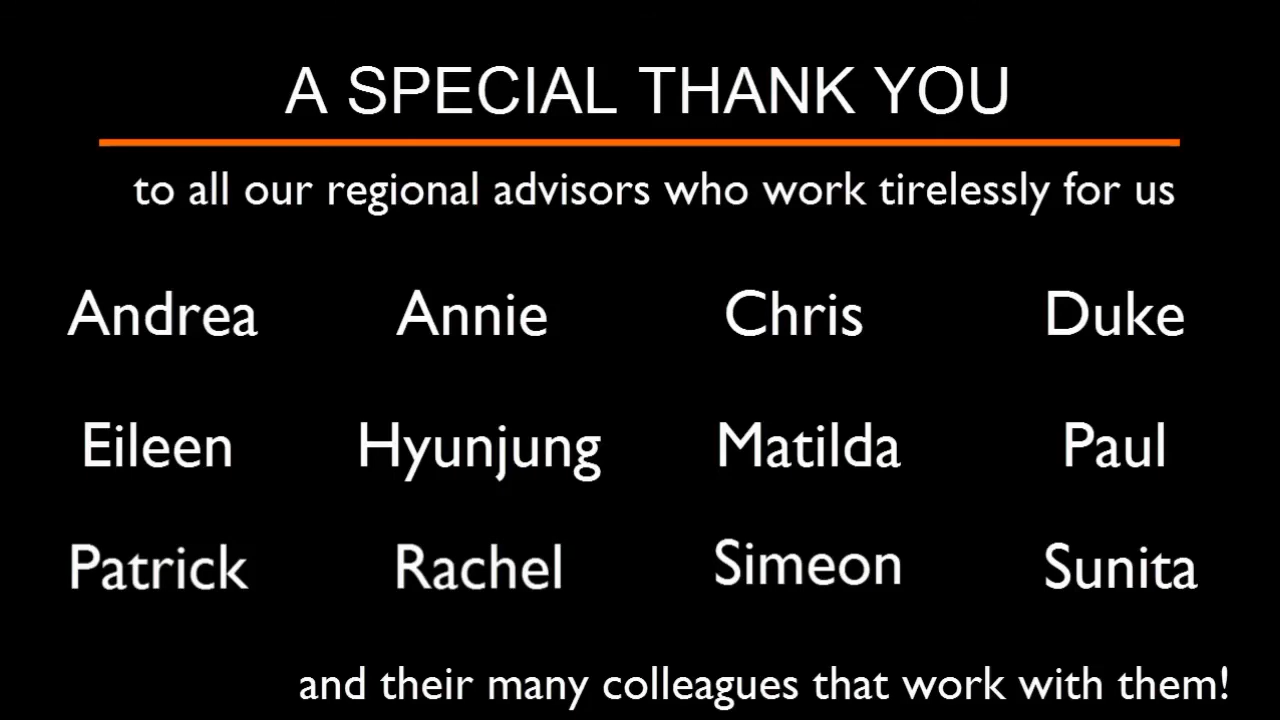 A SPECIAL THANK YOU
to all our regional advisors who work tirelessly for us
Andrea Annie Chris Duke
Eileen Hyunjung Matilda Paul
Patrick Rachel Simeon Sunita
and their many colleagues that work with them!